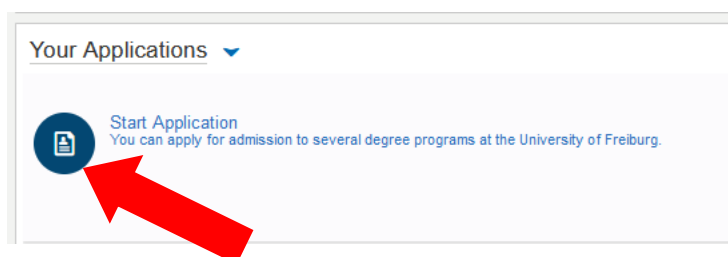 Your Applications
Start Application
You can apply for admission to several degree programs at the University of Freiburg.